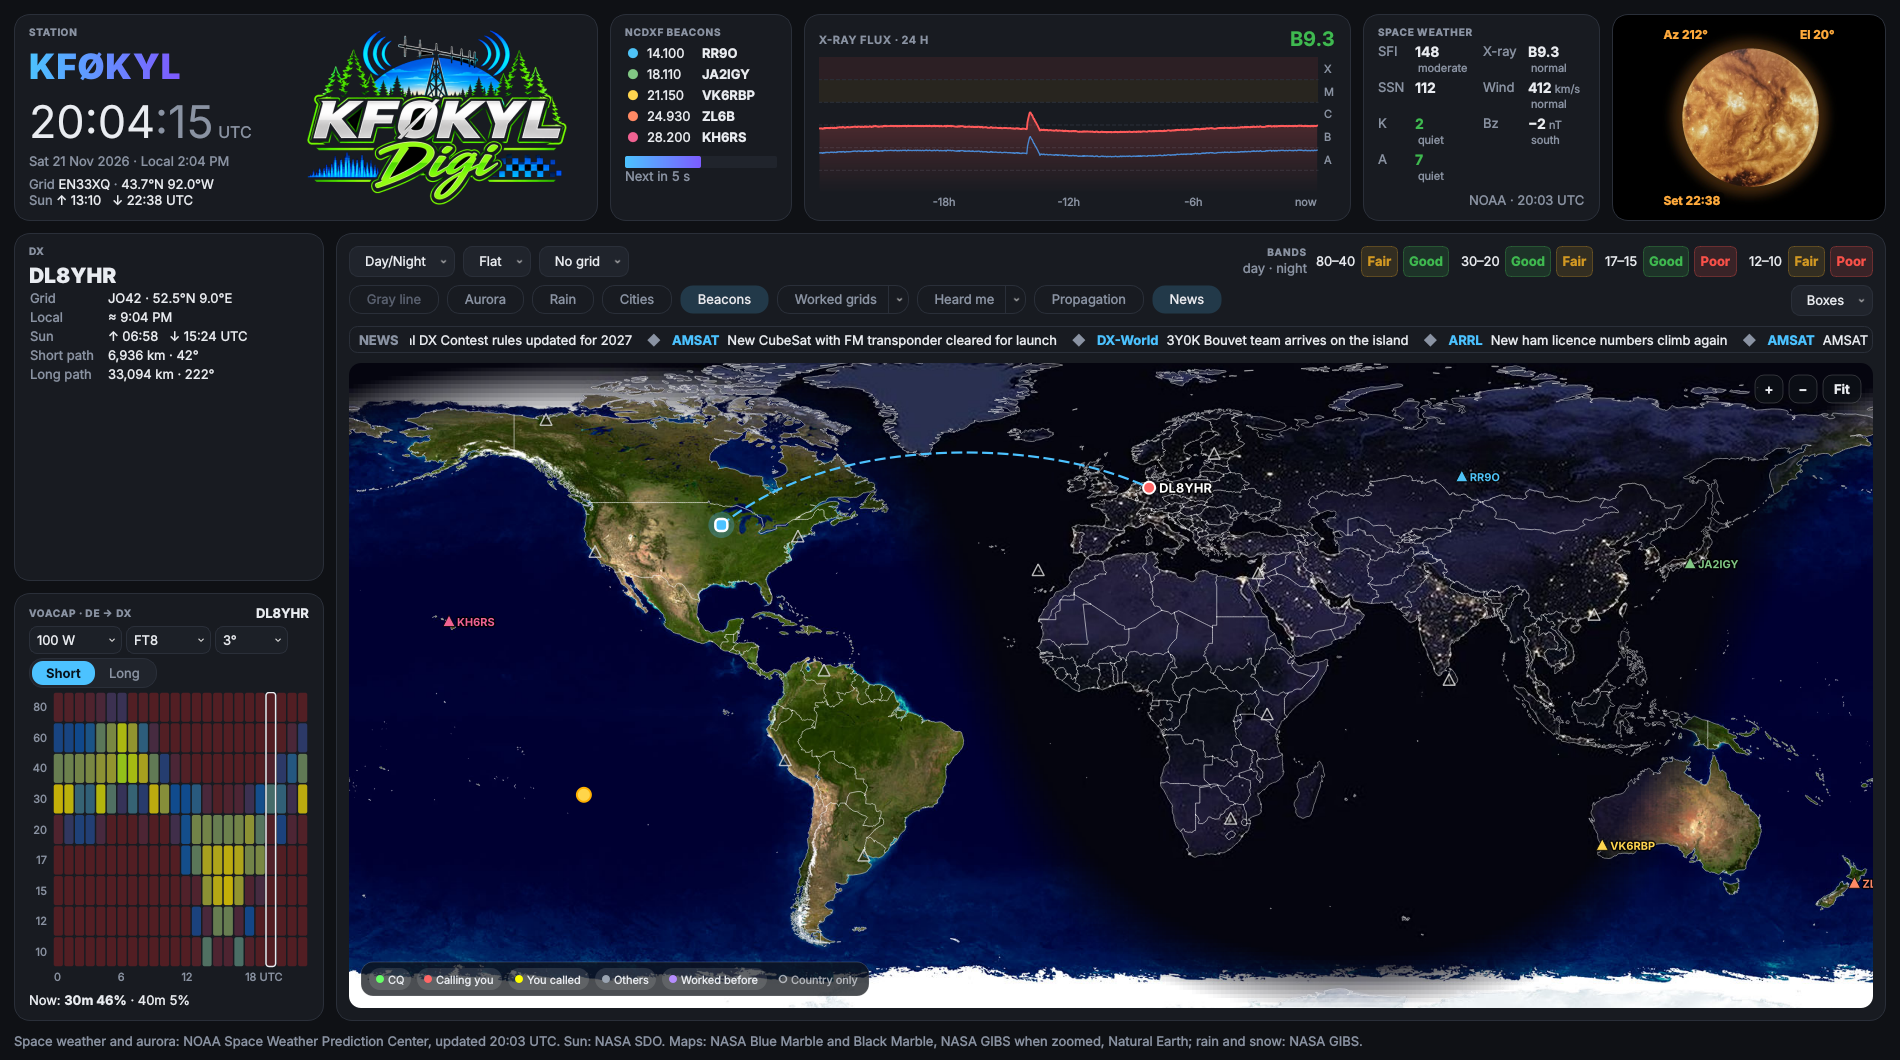 STATION
KFØKYL
20:04:15 UTC
Sat 21 Nov 2026 · Local 2:04 PM
Grid EN33XQ · 43.7°N 92.0°W
Sun ↑ 13:10 ↓ 22:38 UTC
KFØKYL
Digi
NCDXF BEACONS
14.100 RR9O
18.110 JA2IGY
21.150 VK6RBP
24.930 ZL6B
28.200 KH6RS
Next in 5 s
X-RAY FLUX · 24 H
B9.3
X
M
C
B
A
-18h -12h -6h now
SPACE WEATHER
SFI 148 X-ray B9.3
moderate normal
SSN 112 Wind 412 km/s
normal
K 2 Bz −2 nT
quiet south
A 7
quiet
NOAA · 20:03 UTC
Az 212° El 20°
Set 22:38
DX
DL8YHR
Grid JO42 · 52.5°N 9.0°E
Local ≈ 9:04 PM
Sun ↑ 06:58 ↓ 15:24 UTC
Short path 6,936 km · 42°
Long path 33,094 km · 222°
VOACAP · DE → DX DL8YHR
100 W FT8 3°
Short Long
80
60
40
30
20
17
15
12
10
0 6 12 18 UTC
Now: 30m 46% · 40m 5%
Day/Night Flat No grid
BANDS
day · night
80–40 Fair Good 30–20 Good Fair 17–15 Good Poor 12–10 Fair Poor
Gray line Aurora Rain Cities Beacons Worked grids Heard me Propagation News
Boxes
NEWS l DX Contest rules updated for 2027 ◆ AMSAT New CubeSat with FM transponder cleared for launch ◆ DX-World 3Y0K Bouvet team arrives on the island ◆ ARRL New ham licence numbers climb again ◆ AMSAT AMSAT
+ − Fit
DL8YHR
RR9O
JA2IGY
KH6RS
VK6RBP
ZL
CQ Calling you You called Others Worked before Country only
Space weather and aurora: NOAA Space Weather Prediction Center, updated 20:03 UTC. Sun: NASA SDO. Maps: NASA Blue Marble and Black Marble, NASA GIBS when zoomed, Natural Earth; rain and snow: NASA GIBS.